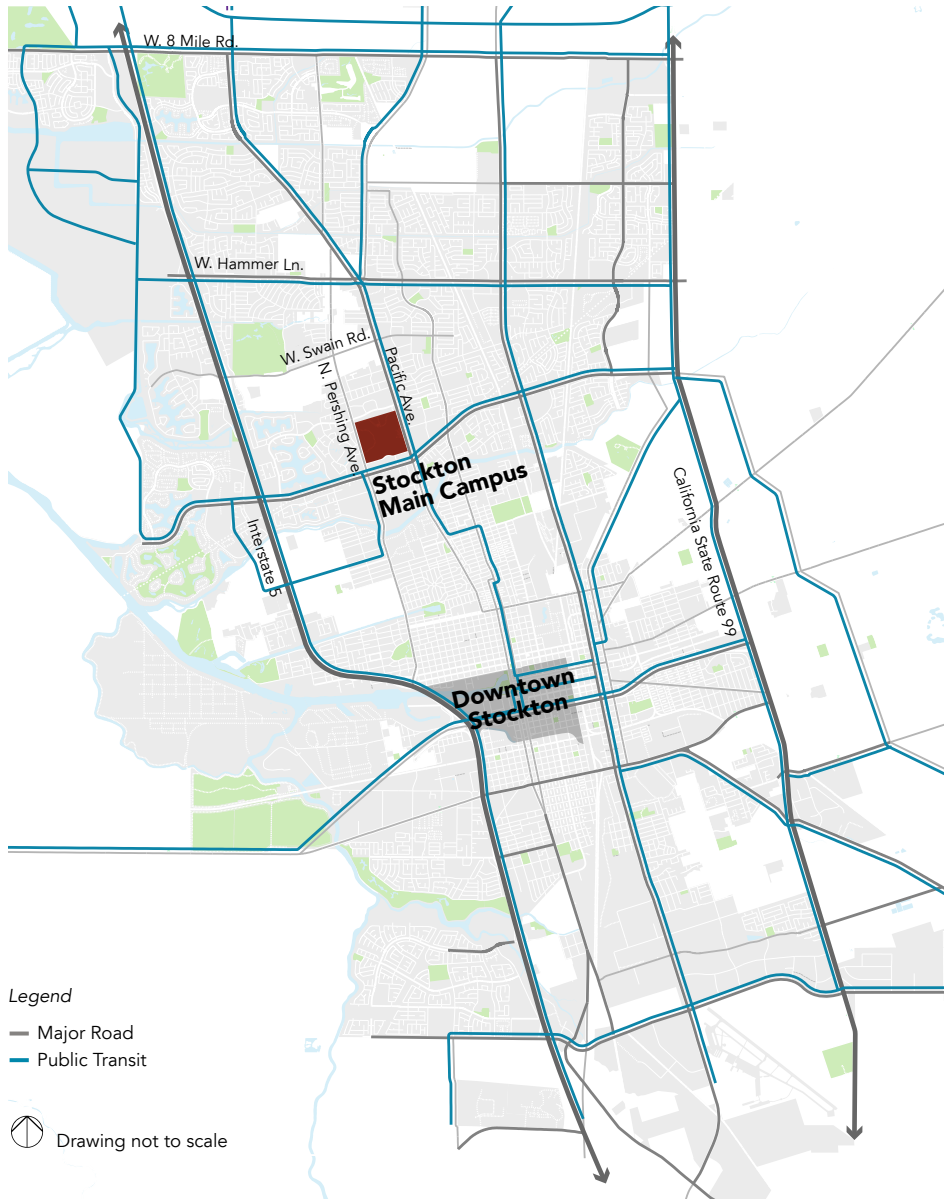 W. 8 Mile Rd.
W. Hammer Ln.
W. Swain Rd.
Pacific Ave.
N. Pershing Ave.
Stockton
Main Campus
California State Route 99
Interstate 5
Downtown
Stockton
Legend
Major Road
Public Transit
Drawing not to scale